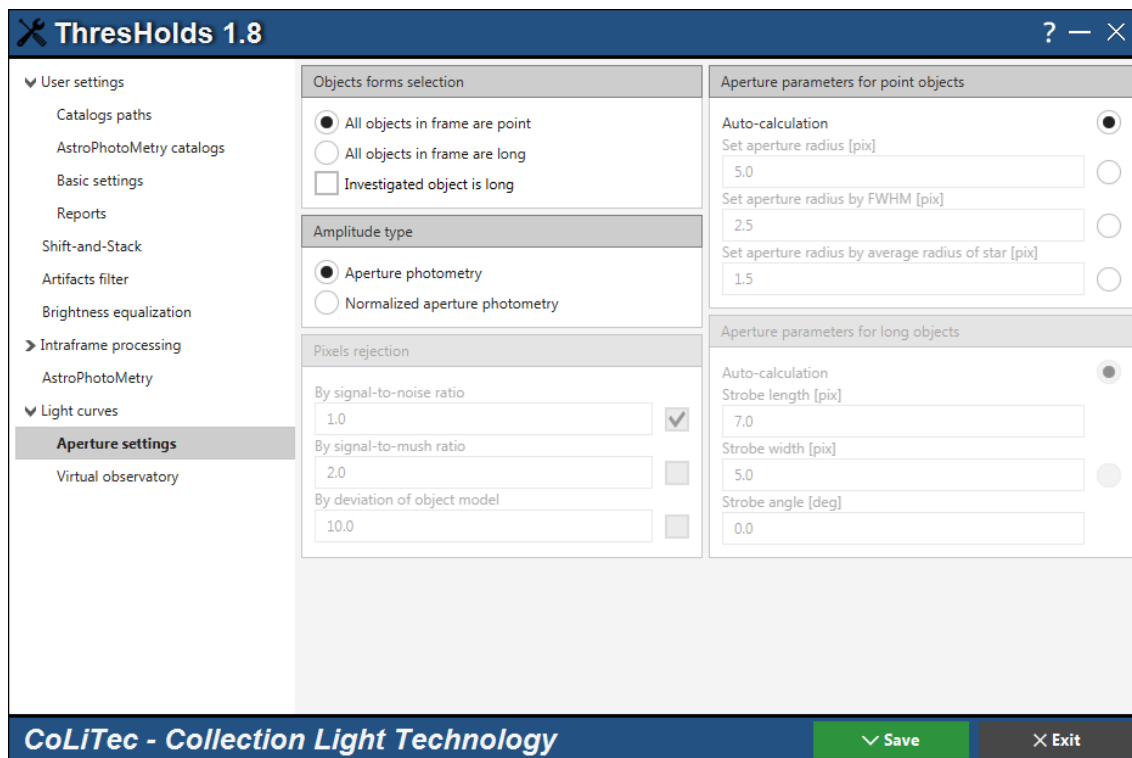 ThresHolds 1.8
?
User settings
Catalogs paths
AstroPhotoMetry catalogs
Basic settings
Reports
Shift-and-Stack
Artifacts filter
Brightness equalization
Intraframe processing
AstroPhotoMetry
Light curves
Aperture settings
Virtual observatory
Objects forms selection
All objects in frame are point
All objects in frame are long
Investigated object is long
Amplitude type
Aperture photometry
Normalized aperture photometry
Pixels rejection
By signal-to-noise ratio
1.0
By signal-to-mush ratio
2.0
By deviation of object model
10.0
Aperture parameters for point objects
Auto-calculation
Set aperture radius [pix]
5.0
Set aperture radius by FWHM [pix]
2.5
Set aperture radius by average radius of star [pix]
1.5
Aperture parameters for long objects
Auto-calculation
Strobe length [pix]
7.0
Strobe width [pix]
5.0
Strobe angle [deg]
0.0
CoLiTec - Collection Light Technology
Save
Exit